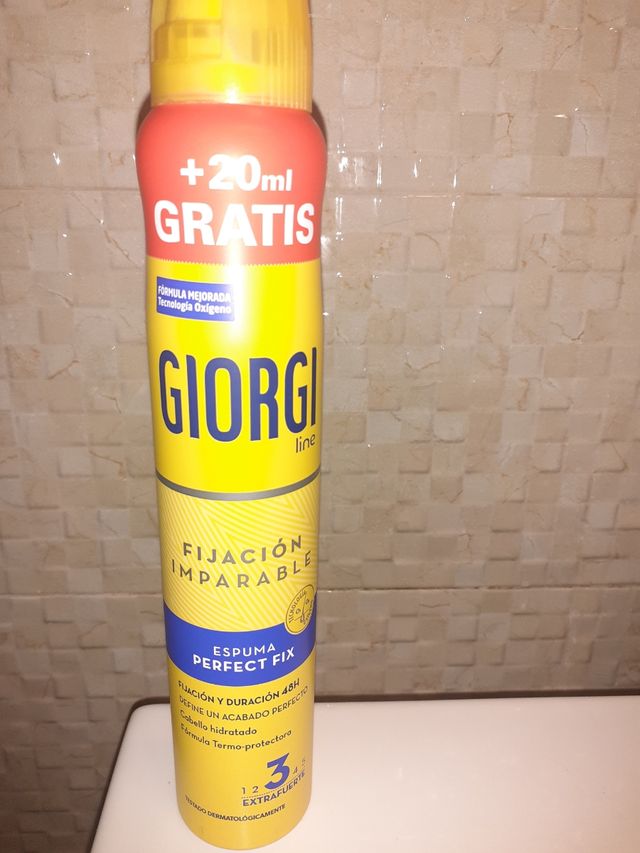 +20ml
GRATIS
FÓRMULA MEJORADA
Tecnología Oxígeno
GIORGI
line
FIJACIÓN
IMPARABLE
TECNOLOGÍA
ESPUMA
PERFECT FIX
FIJACIÓN Y DURACIÓN 48H
DEFINE UN ACABADO PERFECTO
Cabello hidratado
Fórmula Termo-protectora
1 2 3 4 5
EXTRAFUERTE
TESTADO DERMATOLÓGICAMENTE